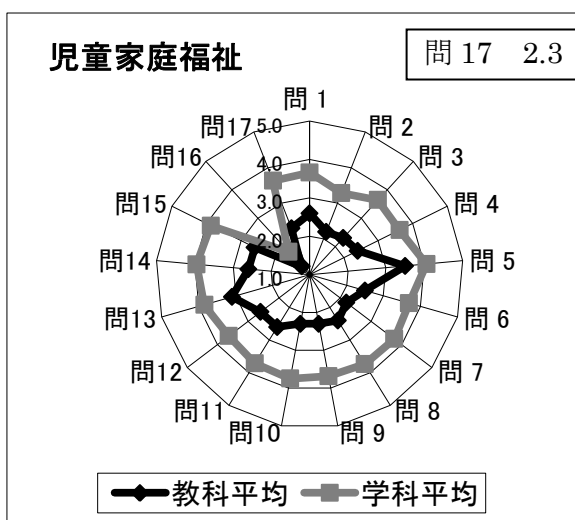 児童家庭福祉
問17 2.3
問 1
問 2
問 3
問 4
問 5
問 6
問 7
問 8
問 9
問10
問11
問12
問13
問14
問15
問16
問17
5.0
4.0
3.0
2.0
1.0
教科平均
学科平均